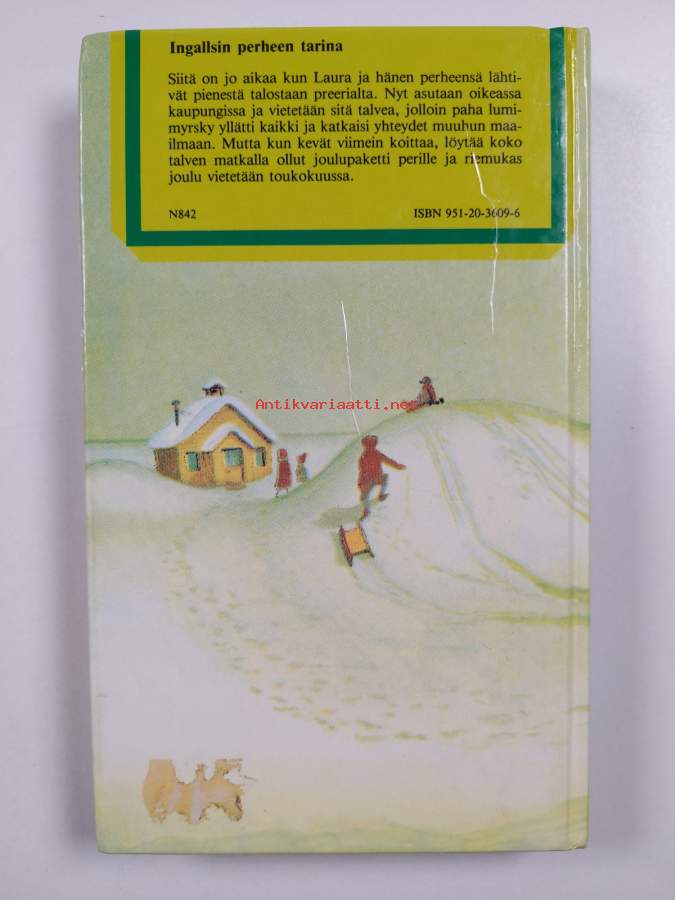 Ingallsin perheen tarina
Siitä on jo aikaa kun Laura ja hänen perheensä lähti-
vät pienestä talostaan preerialta. Nyt asutaan oikeassa
kaupungissa ja vietetään sitä talvea, jolloin paha lumi-
myrsky yllätti kaikki ja katkaisi yhteydet muuhun maa-
ilmaan. Mutta kun kevät viimein koittaa, löytää koko
talven matkalla ollut joulupaketti perille ja riemukas
joulu vietetään toukokuussa.
N842 ISBN 951-20-3609-6
Antikvariaatti.net